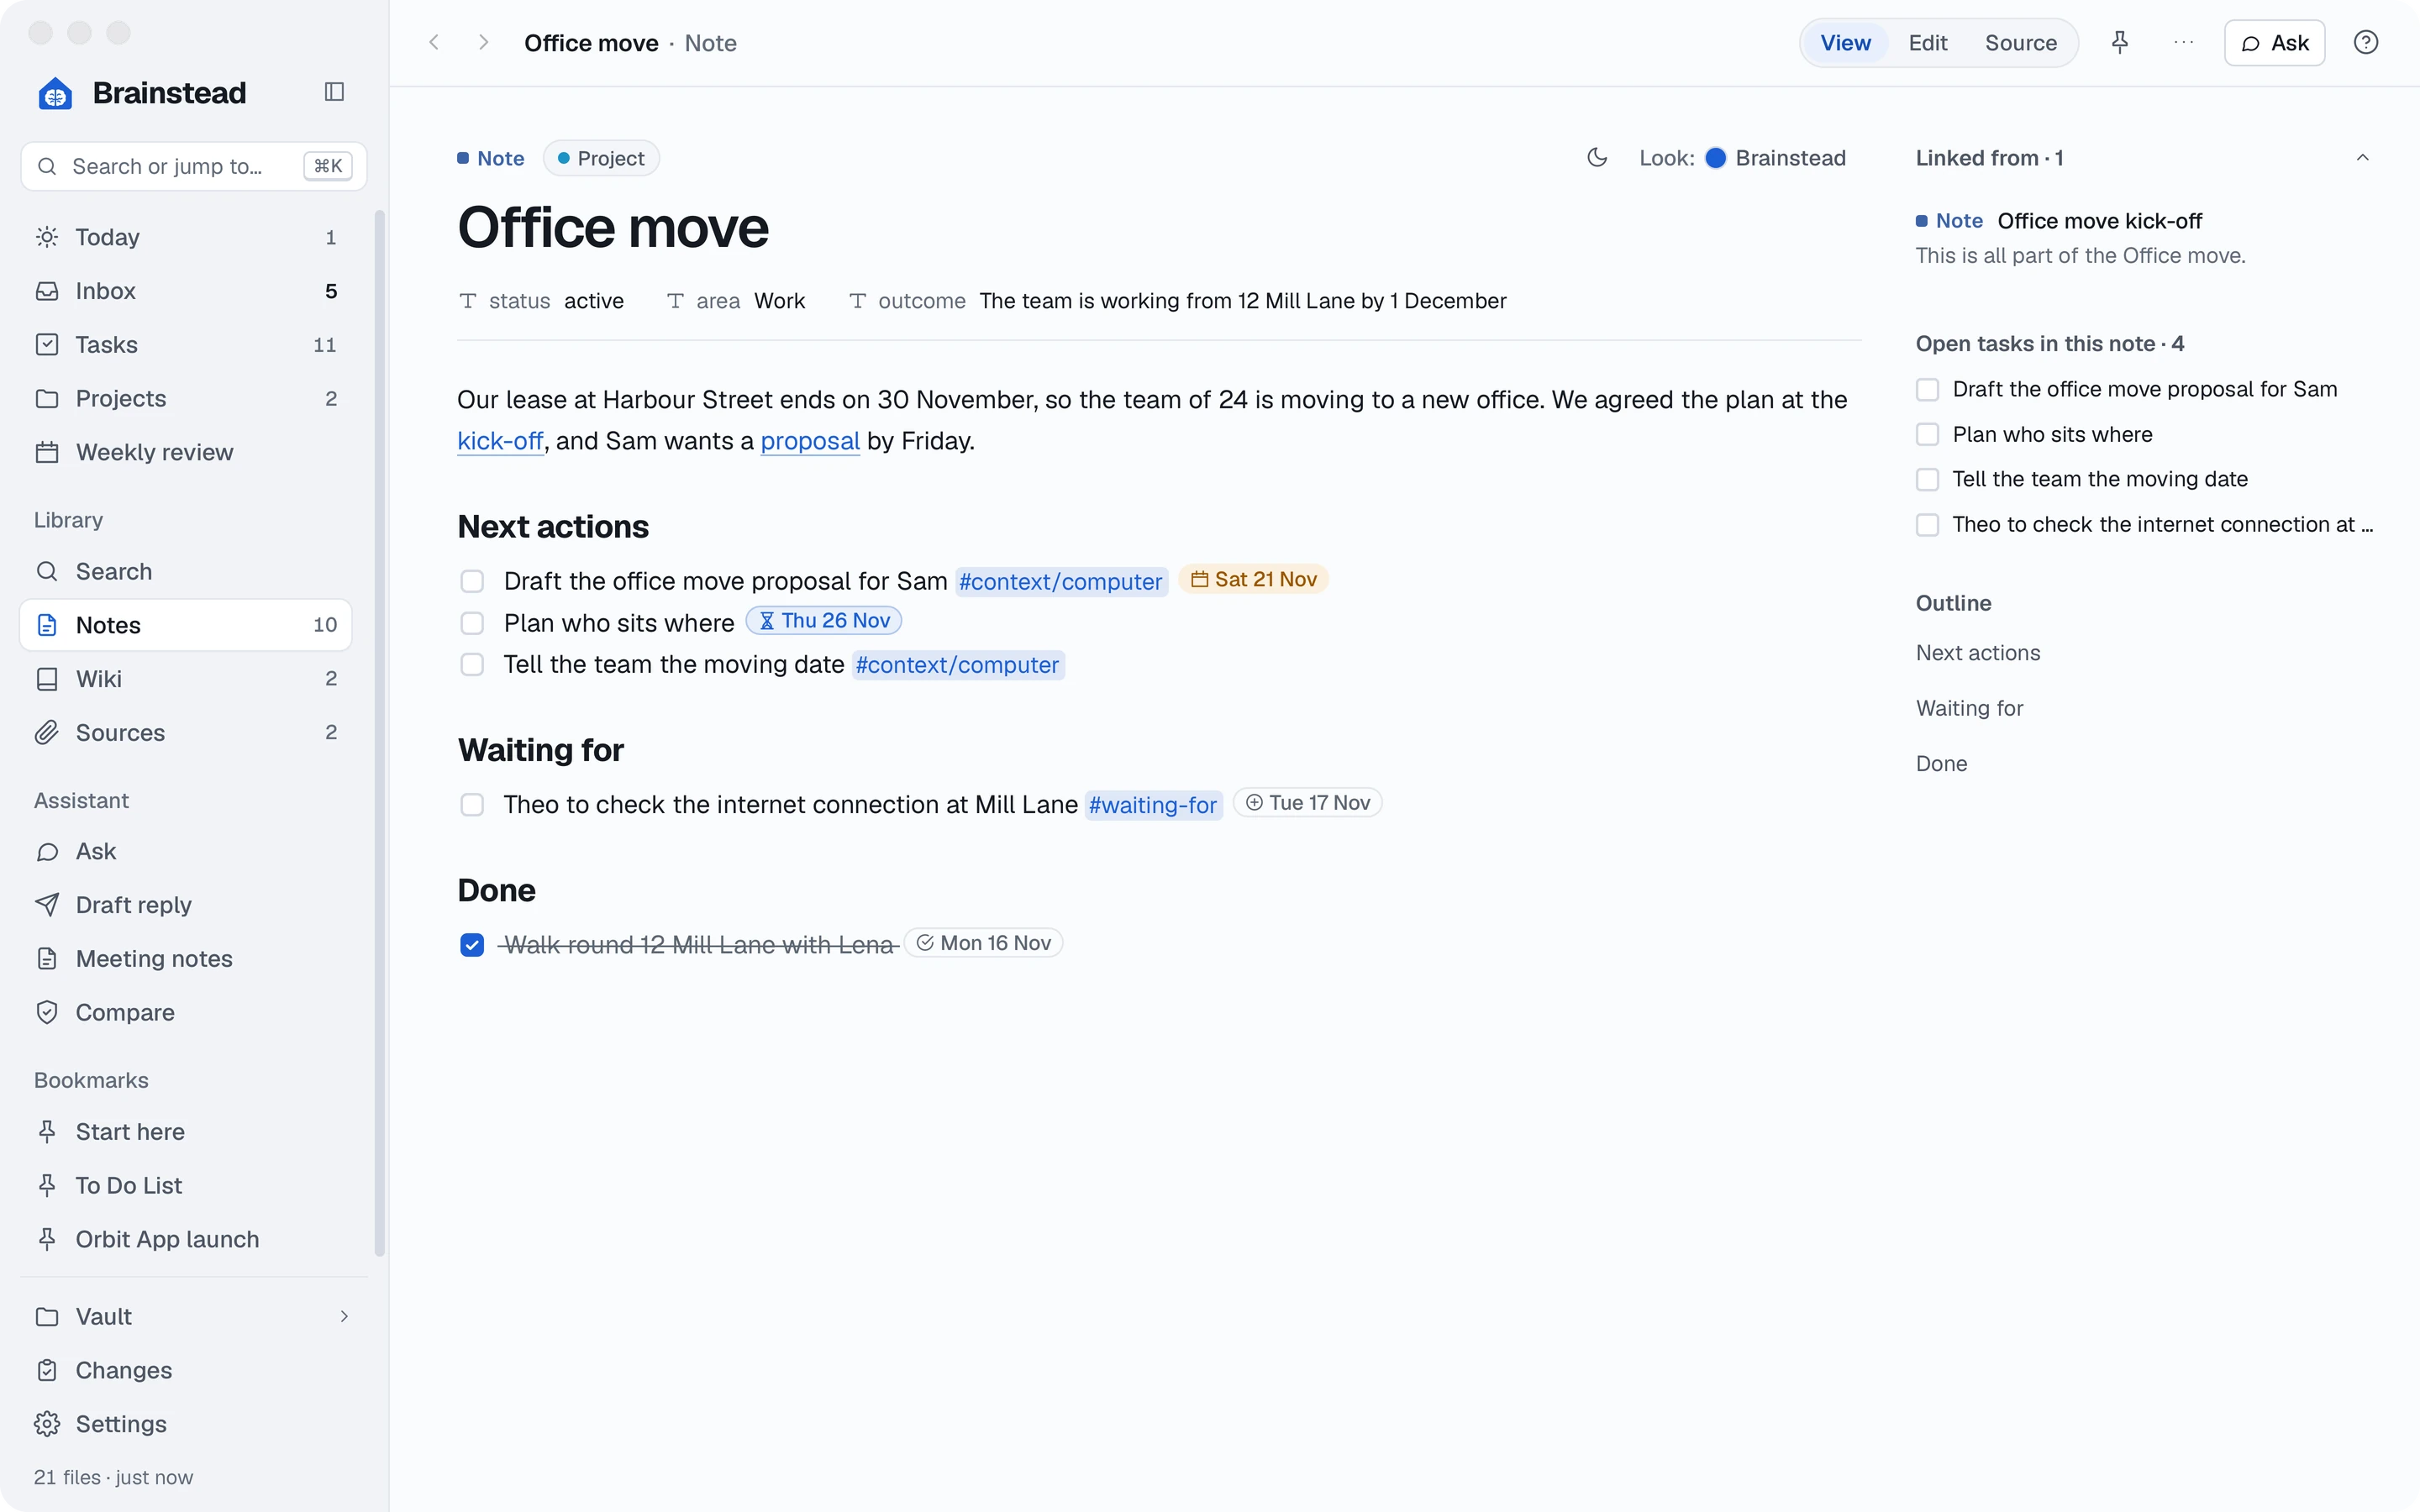 Brainstead
Search or jump to...
⌘K
Today 1
Inbox 5
Tasks 11
Projects 2
Weekly review
Library
Search
Notes 10
Wiki 2
Sources 2
Assistant
Ask
Draft reply
Meeting notes
Compare
Bookmarks
Start here
To Do List
Orbit App launch
Vault
Changes
Settings
21 files · just now
Office move · Note
View Edit Source
Ask
Note Project
Look: Brainstead
Office move
status active area Work outcome The team is working from 12 Mill Lane by 1 December
Our lease at Harbour Street ends on 30 November, so the team of 24 is moving to a new office. We agreed the plan at the
kick-off, and Sam wants a proposal by Friday.
Next actions
Draft the office move proposal for Sam #context/computer Sat 21 Nov
Plan who sits where Thu 26 Nov
Tell the team the moving date #context/computer
Waiting for
Theo to check the internet connection at Mill Lane #waiting-for Tue 17 Nov
Done
Walk round 12 Mill Lane with Lena Mon 16 Nov
Linked from · 1
Note Office move kick-off
This is all part of the Office move.
Open tasks in this note · 4
Draft the office move proposal for Sam
Plan who sits where
Tell the team the moving date
Theo to check the internet connection at ...
Outline
Next actions
Waiting for
Done